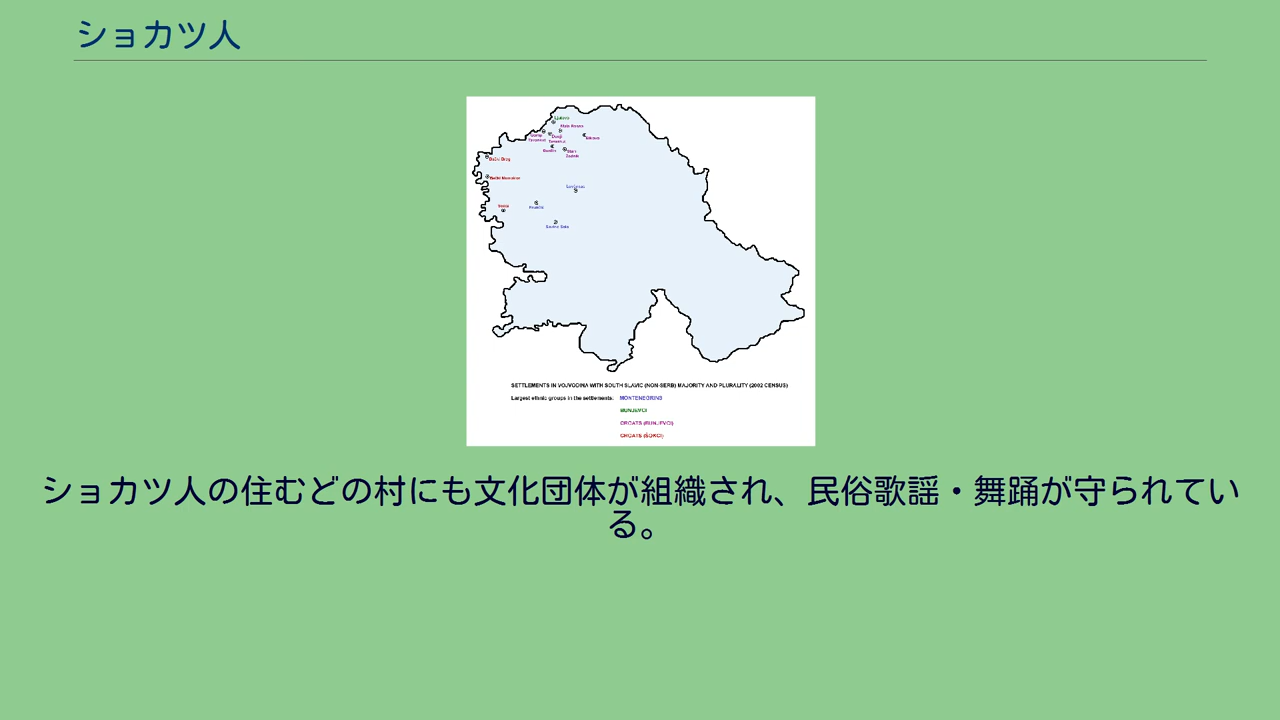 ショカツ人
SETTLEMENTS IN VOJVODINA WITH SOUTH SLAVIC (NON-SERB) MAJORITY AND PLURALITY (2002 CENSUS)
Largest ethnic groups in the settlements: MONTENEGRINS
BUNJEVCI
CROATS (BUNJEVCI)
CROATS (ŠOKCI)
ショカツ人の住むどの村にも文化団体が組織され、民俗歌謡・舞踊が守られてい
る。